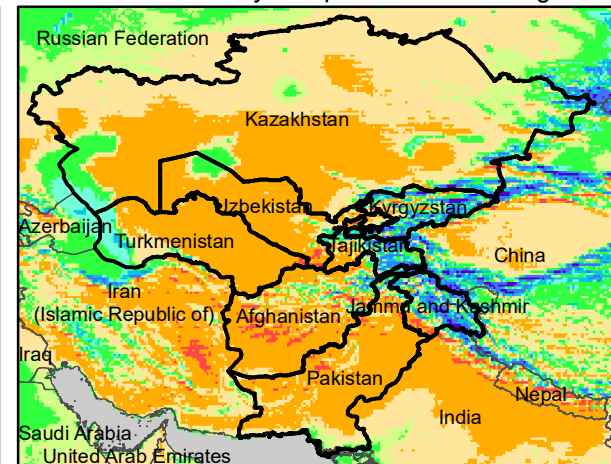 Russian Federation
Kazakhstan
Uzbekistan
Kyrgyzstan
Azerbaijan
Turkmenistan
Tajikistan
China
Iran
(Islamic Republic of)
Afghanistan
Jammu and Kashmir
Iraq
Pakistan
Nepal
India
Saudi Arabia
United Arab Emirates